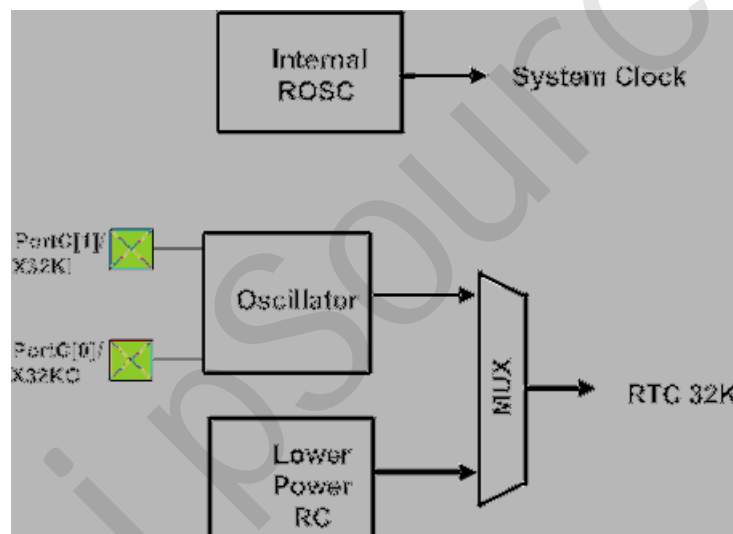 Internal
ROSC
System Clock
PortC[1]/
X32KI
Oscillator
PortC[0]/
X32KO
MUX
RTC 32K
Lower
Power
RC